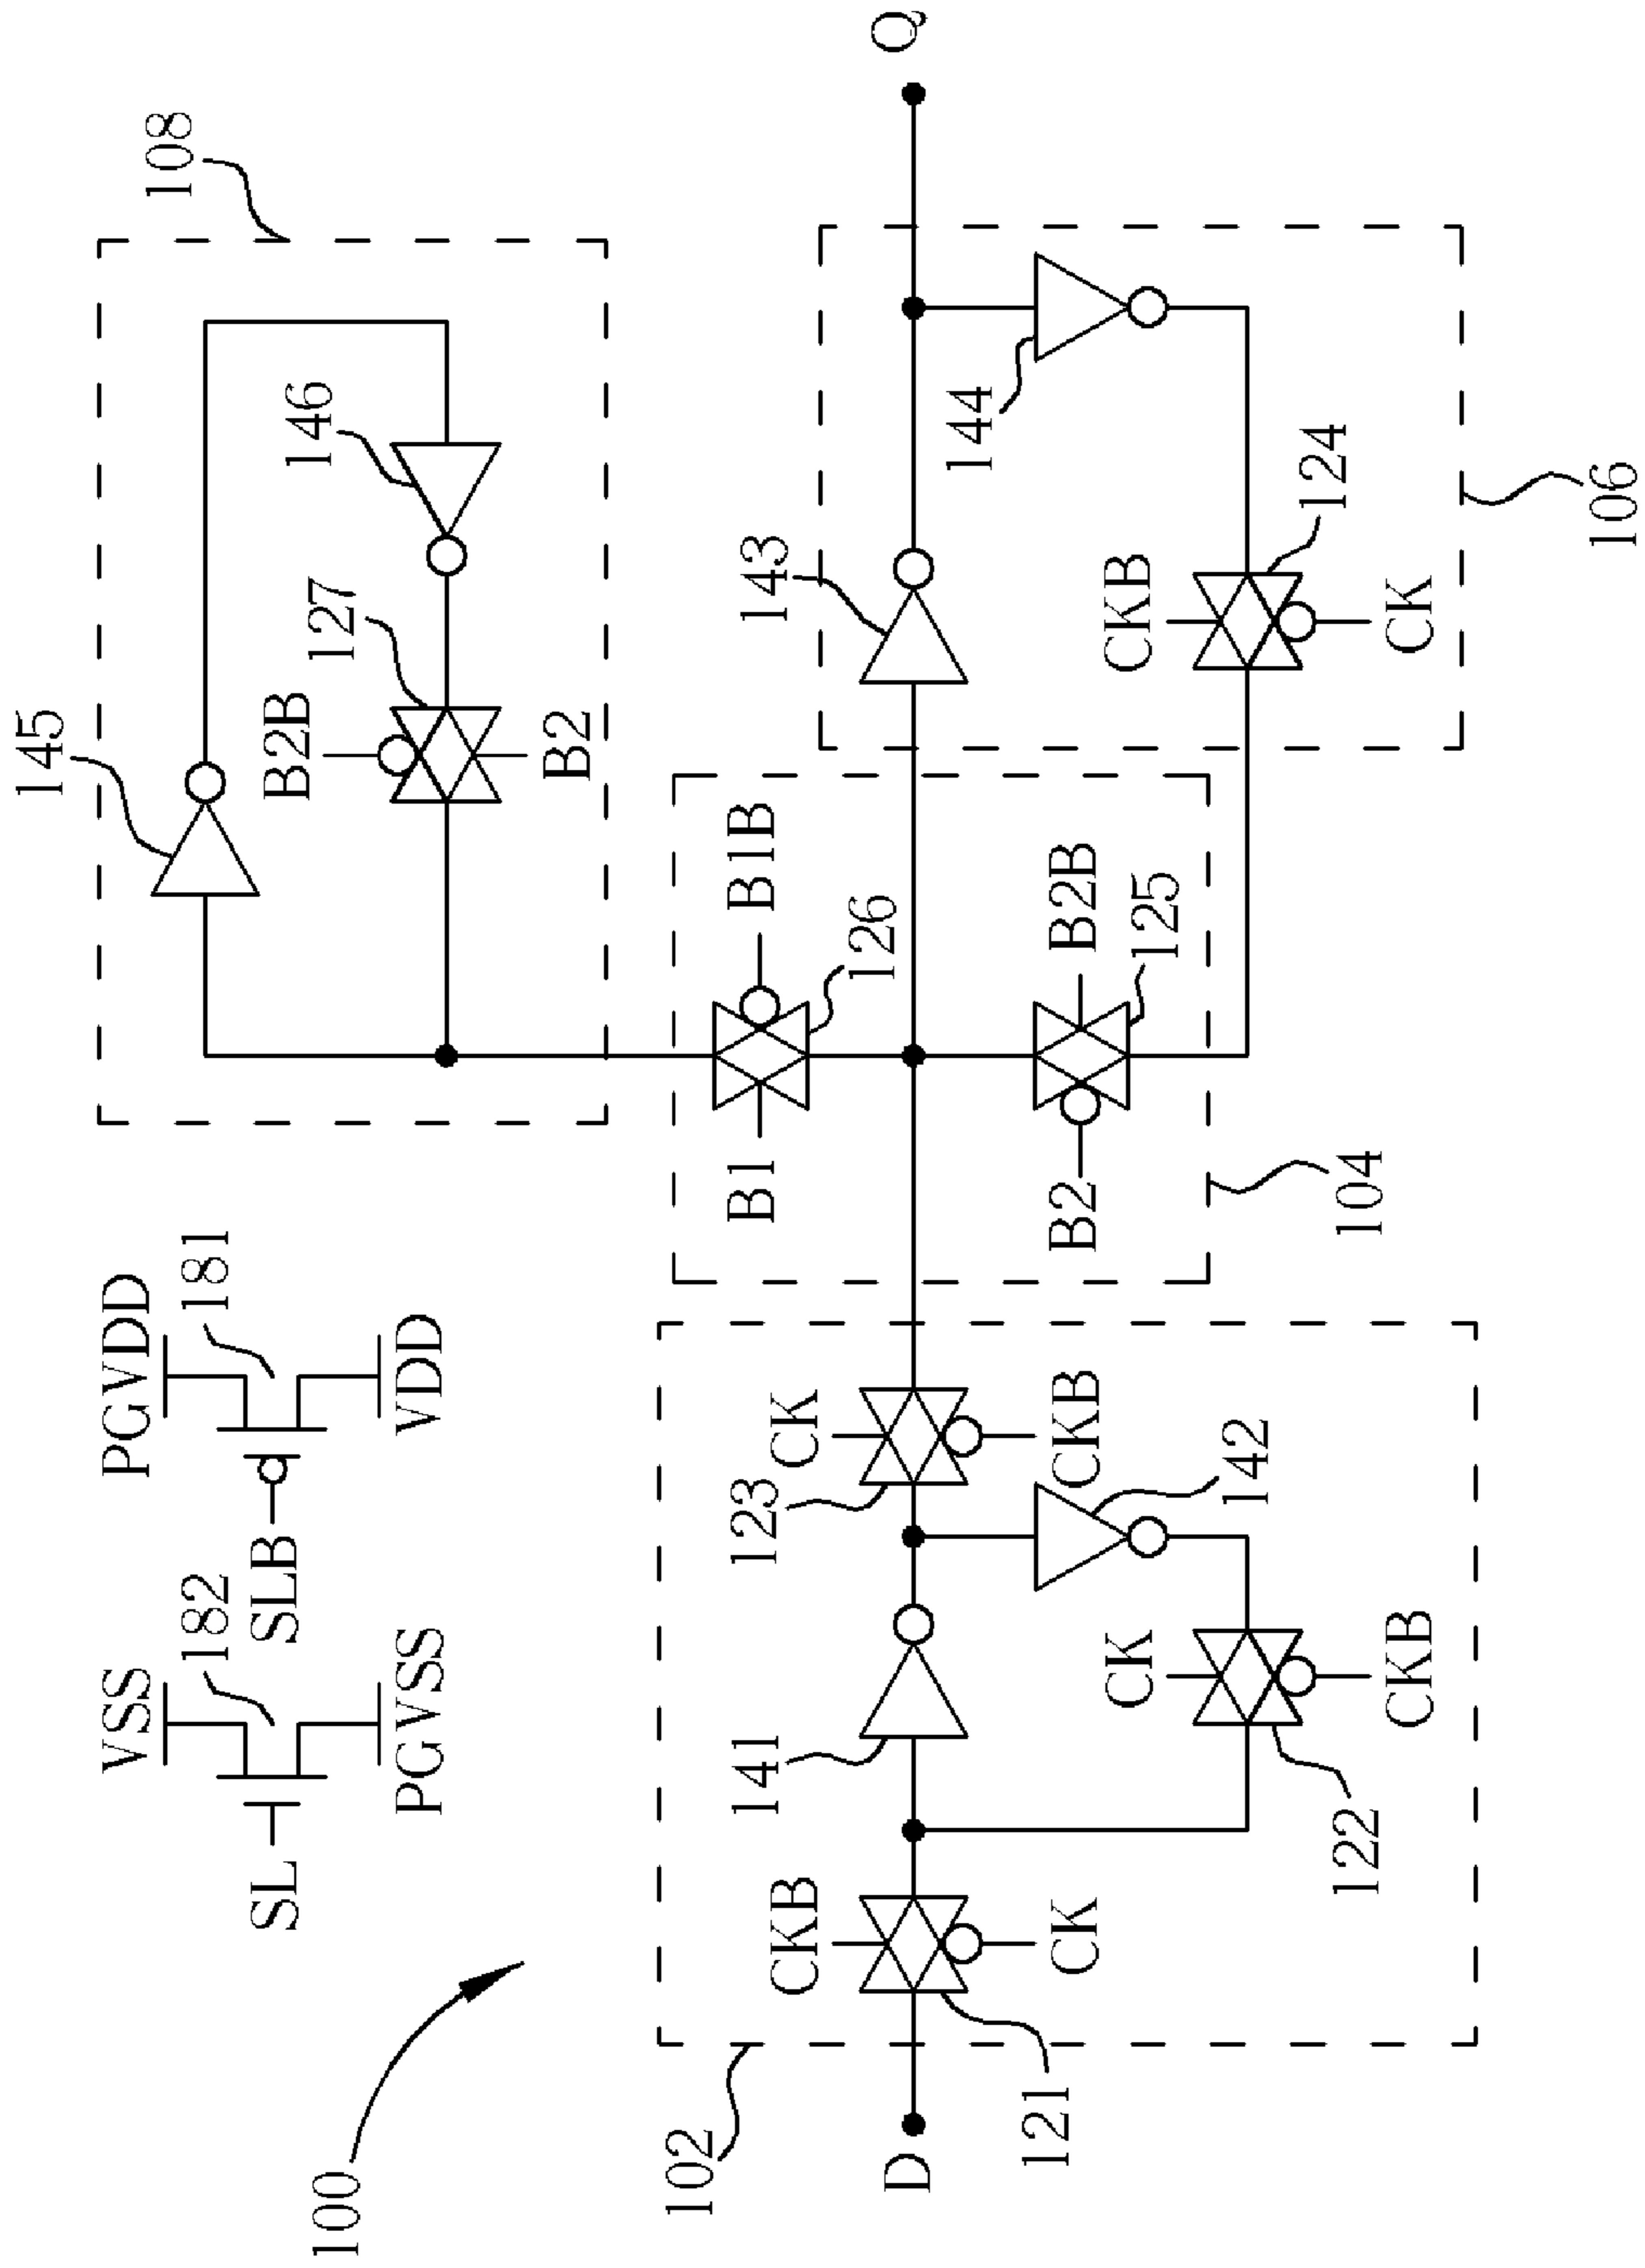 100
SL
182
VSS
PGVSS
SLB
181
PGVDD
VDD
145
108
B2B
127
146
B2
102
D
121
CKB
CK
141
122
CK
CKB
142
123
CK
CKB
B1
B1B
126
B2
B2B
125
104
143
144
CKB
124
CK
106
Q